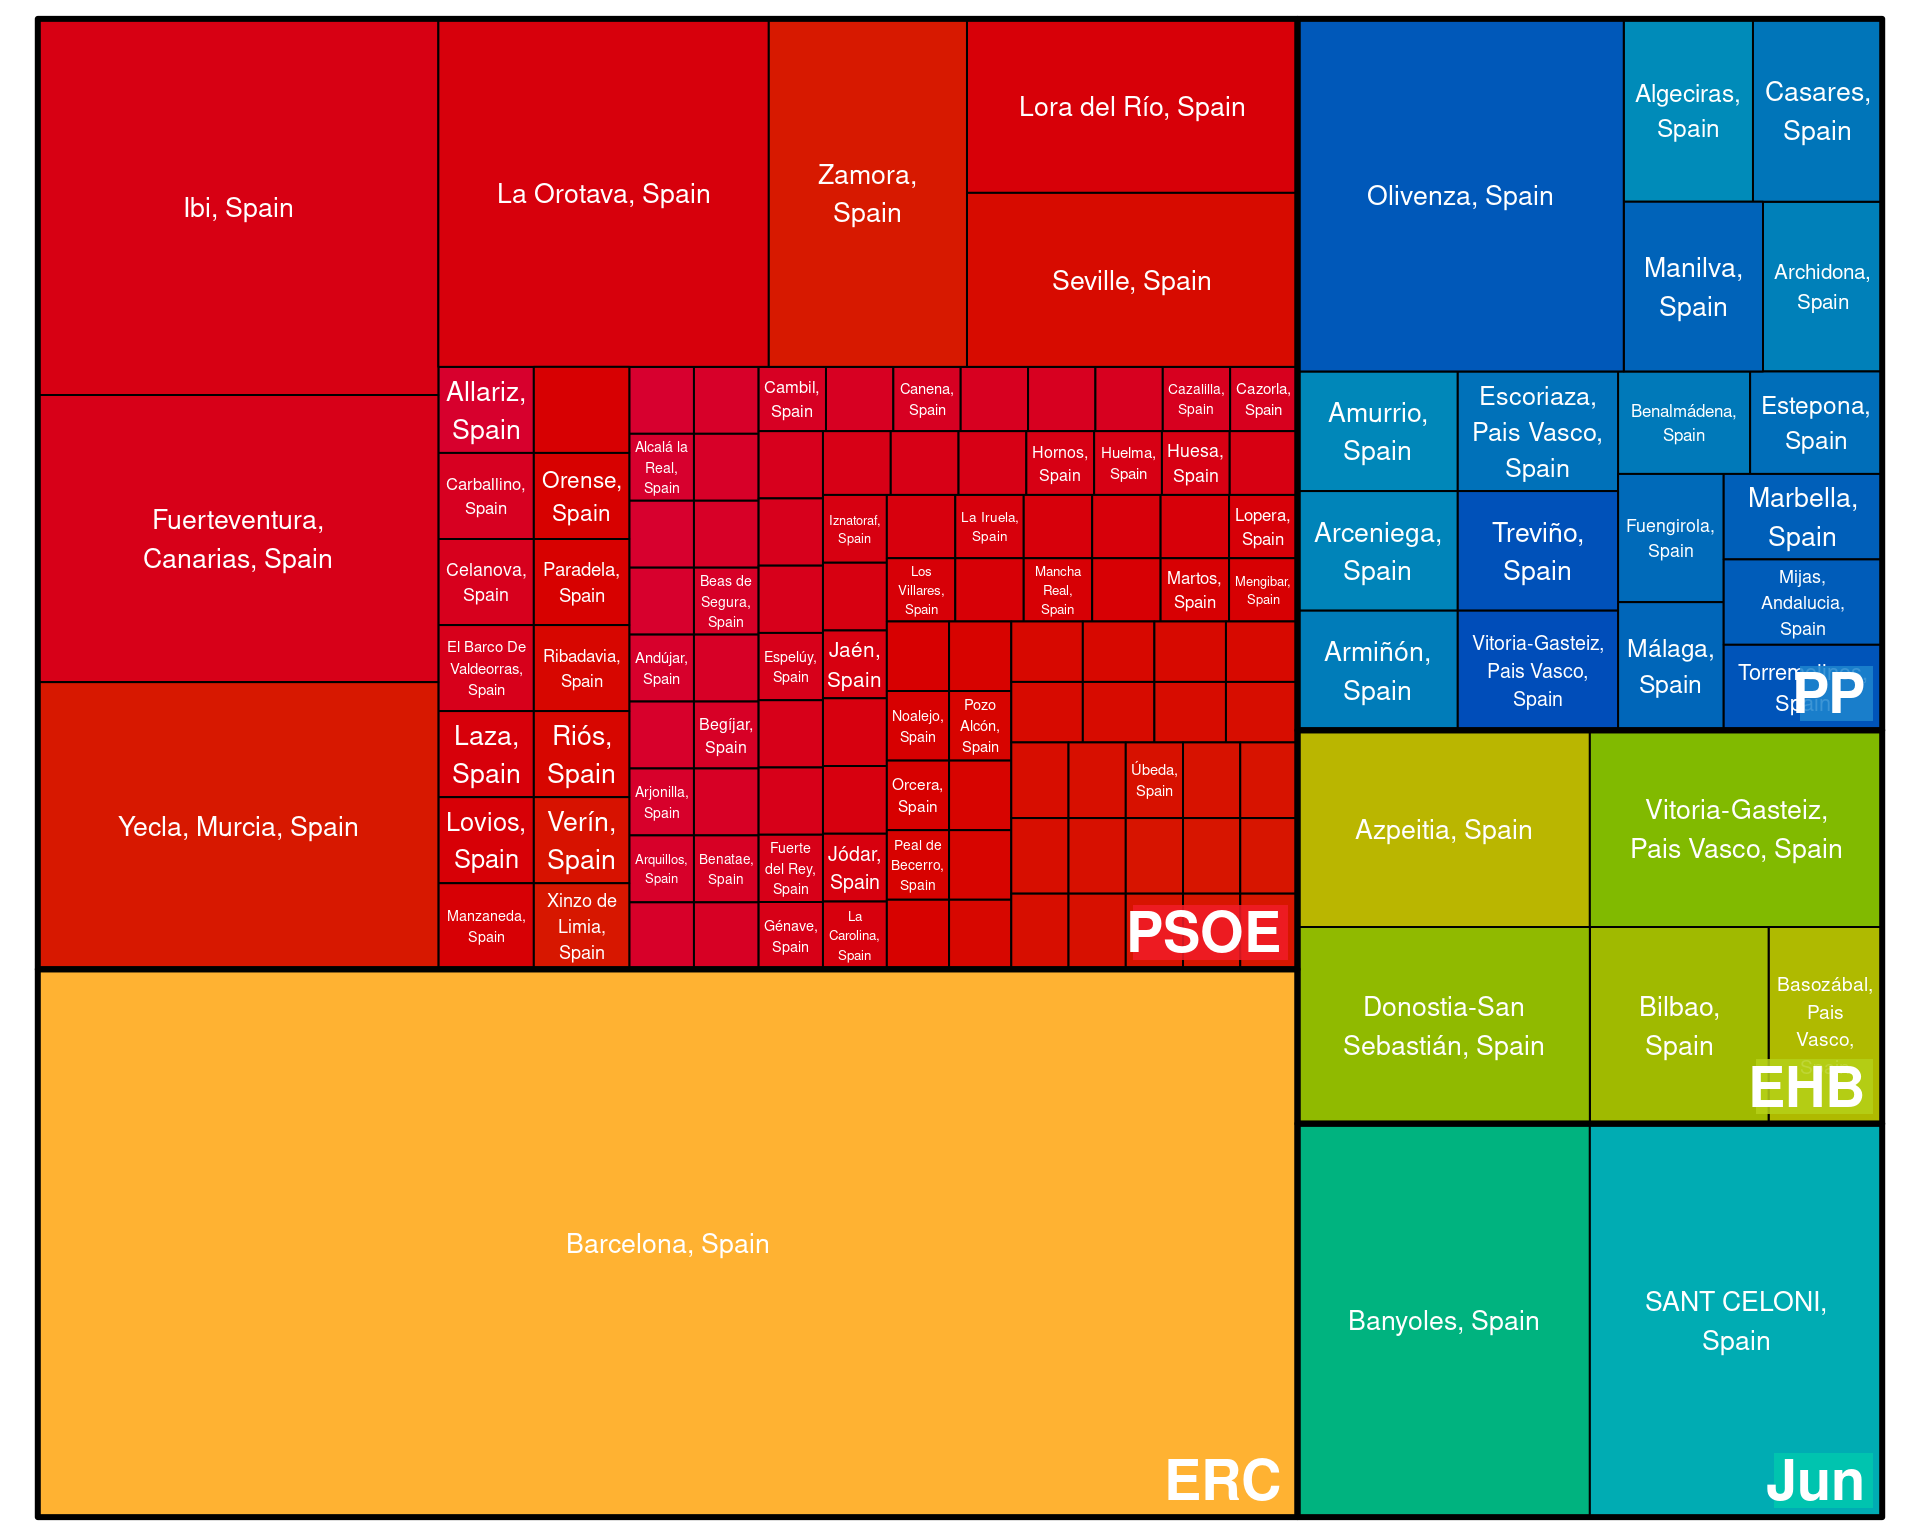 Ibi, Spain
La Orotava, Spain
Zamora,
Spain
Lora del Río, Spain
Seville, Spain
Fuerteventura,
Canarias, Spain
Yecla, Murcia, Spain
Allariz,
Spain
Carballino,
Spain
Orense,
Spain
Celanova,
Spain
Paradela,
Spain
El Barco De
Valdeorras,
Spain
Ribadavia,
Spain
Laza,
Spain
Riós,
Spain
Lovios,
Spain
Verín,
Spain
Manzaneda,
Spain
Xinzo de
Limia,
Spain
Alcalá la
Real,
Spain
Beas de
Segura,
Spain
Andújar,
Spain
Begíjar,
Spain
Arjonilla,
Spain
Arquillos,
Spain
Benatae,
Spain
Cambil,
Spain
Canena,
Spain
Cazalilla,
Spain
Cazorla,
Spain
Hornos,
Spain
Huelma,
Spain
Huesa,
Spain
Iznatoraf,
Spain
La Iruela,
Spain
Lopera,
Spain
Los
Villares,
Spain
Mancha
Real,
Spain
Martos,
Spain
Mengibar,
Spain
Espelúy,
Spain
Jaén,
Spain
Noalejo,
Spain
Pozo
Alcón,
Spain
Orcera,
Spain
Úbeda,
Spain
Fuerte
del Rey,
Spain
Jódar,
Spain
Peal de
Becerro,
Spain
Génave,
Spain
La
Carolina,
Spain
PSOE
Barcelona, Spain
ERC
Olivenza, Spain
Algeciras,
Spain
Casares,
Spain
Manilva,
Spain
Archidona,
Spain
Amurrio,
Spain
Escoriaza,
Pais Vasco,
Spain
Benalmádena,
Spain
Estepona,
Spain
Arceniega,
Spain
Treviño,
Spain
Fuengirola,
Spain
Marbella,
Spain
Mijas,
Andalucia,
Spain
Armiñón,
Spain
Vitoria-Gasteiz,
Pais Vasco,
Spain
Málaga,
Spain
Torremolinos,
Spain
PP
Azpeitia, Spain
Vitoria-Gasteiz,
Pais Vasco, Spain
Donostia-San
Sebastián, Spain
Bilbao,
Spain
Basozábal,
Pais
Vasco,
EHB
Banyoles, Spain
SANT CELONI,
Spain
Jun